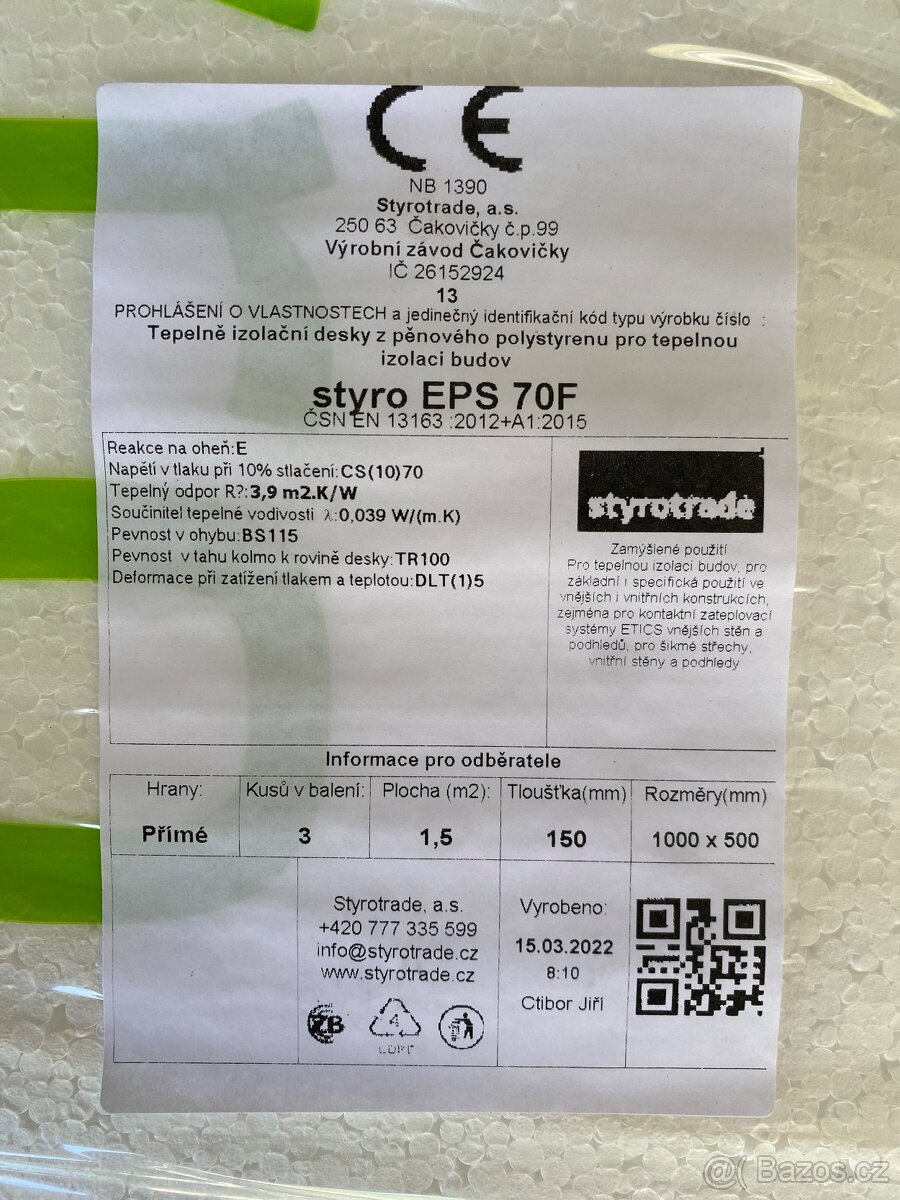 CE
NB 1390
Styrotrade, a.s.
250 63 Čakovičky č.p.99
Výrobní závod Čakovičky
IČ 26152924
13
PROHLÁŠENÍ O VLASTNOSTECH a jedinečný identifikační kód typu výrobku číslo :
Tepelně izolační desky z pěnového polystyrenu pro tepelnou
izolaci budov
styro EPS 70F
ČSN EN 13163 :2012+A1:2015
Reakce na oheň:E
Napětí v tlaku při 10% stlačení:CS(10)70
Tepelný odpor R?:3,9 m2.K/W
Součinitel tepelné vodivosti λ:0,039 W/(m.K)
Pevnost v ohybu:BS115
Pevnost v tahu kolmo k rovině desky:TR100
Deformace při zatížení tlakem a teplotou:DLT(1)5
styrotrade
Zamýšlené použití
Pro tepelnou izolaci budov, pro
základní i specifická použití ve
vnějších i vnitřních konstrukcích,
zejména pro kontaktní zateplovací
systémy ETICS vnějších stěn a
podhledů, pro šikmé střechy,
vnitřní stěny a podhledy
Informace pro odběratele
Hrany: Kusů v balení: Plocha (m2): Tloušťka(mm) Rozměry(mm)
Přímé 3 1,5 150 1000 x 500
Styrotrade, a.s.
+420 777 335 599
info@styrotrade.cz
www.styrotrade.cz
ZB
4
LDPE
Vyrobeno:
15.03.2022
8:10
Ctibor Jiří
@( Bazos.cz